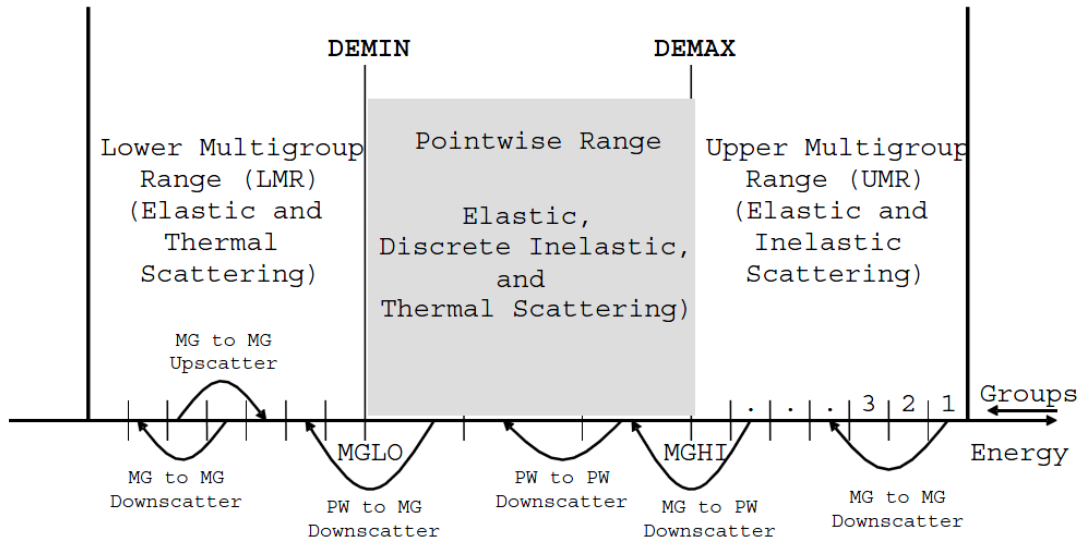 DEMIN
DEMAX
Lower Multigroup
Range (LMR)
(Elastic and
Thermal
Scattering)
Pointwise Range
Elastic,
Discrete Inelastic,
and
Thermal Scattering)
Upper Multigroup
Range (UMR)
(Elastic and
Inelastic
Scattering)
MG to MG
Upscatter
. . . 3 2 1
Groups
MGLO
MGHI
Energy
MG to MG
Downscatter
PW to MG
Downscatter
PW to PW
Downscatter
MG to PW
Downscatter
MG to MG
Downscatter